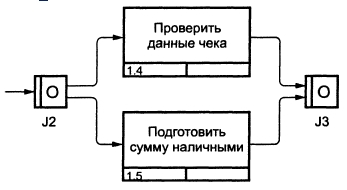 Проверить
данные чека
1.4
O
J2
O
J3
Подготовить
сумму наличными
1.5